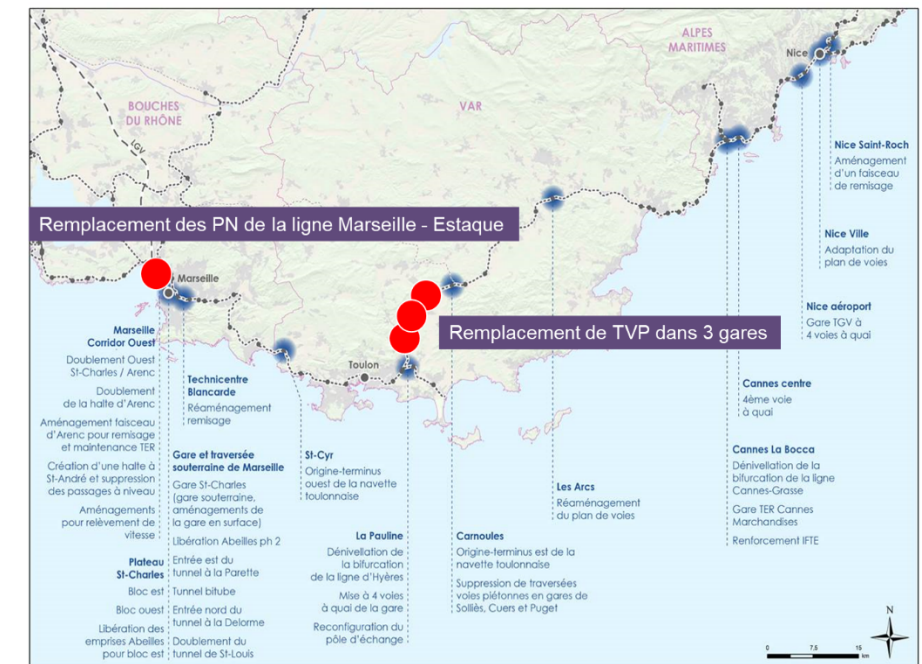 ALPES
MARITIMES
Nice
BOUCHES
DU RHÔNE
VAR
LGV
Nice Saint-Roch
Aménagement
d'un faisceau
de remisage
Remplacement des PN de la ligne Marseille - Estaque
Nice Ville
Adaptation du
plan de voies
Marseille
Nice aéroport
Gare TGV à
4 voies à quai
Remplacement de TVP dans 3 gares
Toulon
Marseille
Corridor Ouest
Doublement Ouest
St-Charles / Arenc
Doublement
de la halte d'Arenc
Aménagement faisceau
d'Arenc pour remisage
et maintenance TER
Création d'une halte à
St-André et suppression
des passages à niveau
Aménagements
pour relèvement de
vitesse
Plateau
St-Charles
Bloc est
Bloc ouest
Libération des
emprises Abeilles
pour bloc est
Technicentre
Blancarde
Réaménagement
remisage
Gare et traversée
souterraine de Marseille
Gare St-Charles
(gare souterraine,
aménagements de
la gare en surface)
Libération Abeilles ph 2
Entrée est du
tunnel à la Parette
Tunnel bitube
Entrée nord du
tunnel à la Delorme
Doublement du
tunnel de St-Louis
St-Cyr
Origine-terminus
ouest de la navette
toulonnaise
La Pauline
Dénivellation de
la bifurcation
de la ligne d'Hyères
Mise à 4 voies
à quai de la gare
Reconfiguration du
pôle d'échange
Carnoules
Origine-terminus est de la
navette toulonnaise
Suppression de traversées
voies piétonnes en gares de
Solliès, Cuers et Puget
Les Arcs
Réaménagement
du plan de voies
Cannes centre
4ème voie
à quai
Cannes La Bocca
Dénivellation de la
bifurcation de la ligne
Cannes-Grasse
Gare TER Cannes
Marchandises
Renforcement IFTE
N
0 7,5 15
km